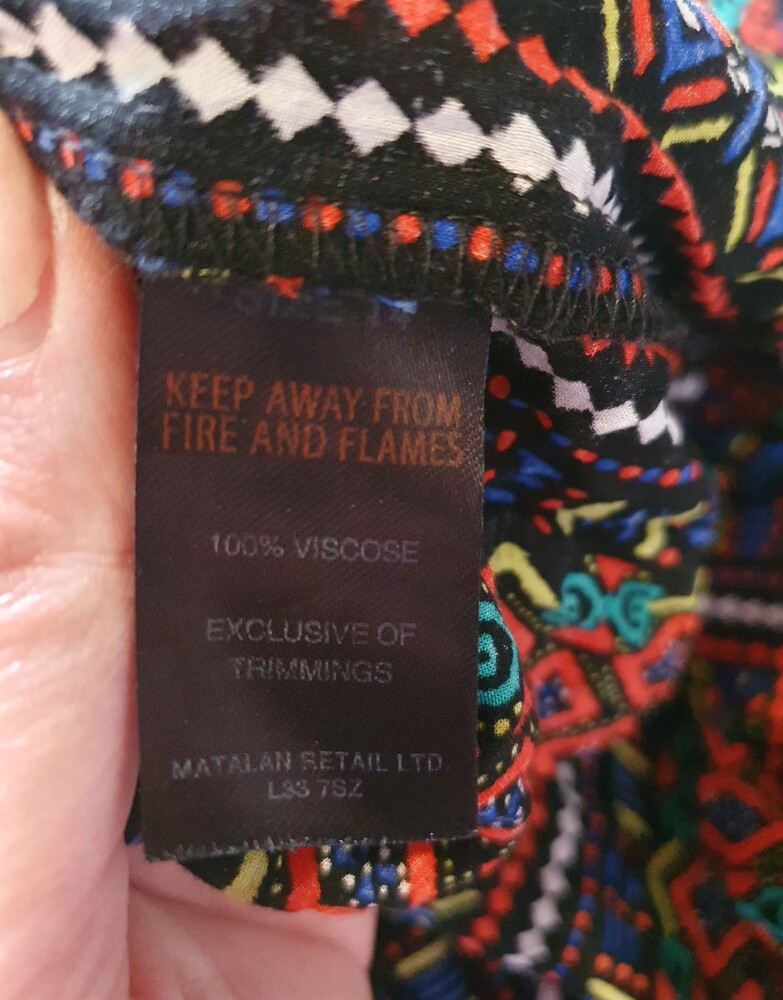 KEEP AWAY FROM
FIRE AND FLAMES
100% VISCOSE
EXCLUSIVE OF
TRIMMINGS
MATALAN RETAIL LTD.
L33 7SZ